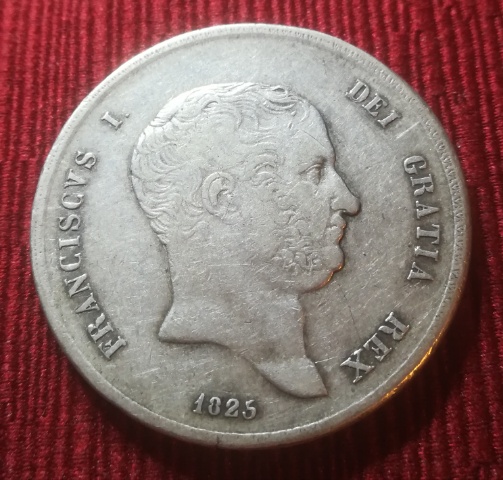 FRANCISCVS I. DEI GRATIA REX
1825